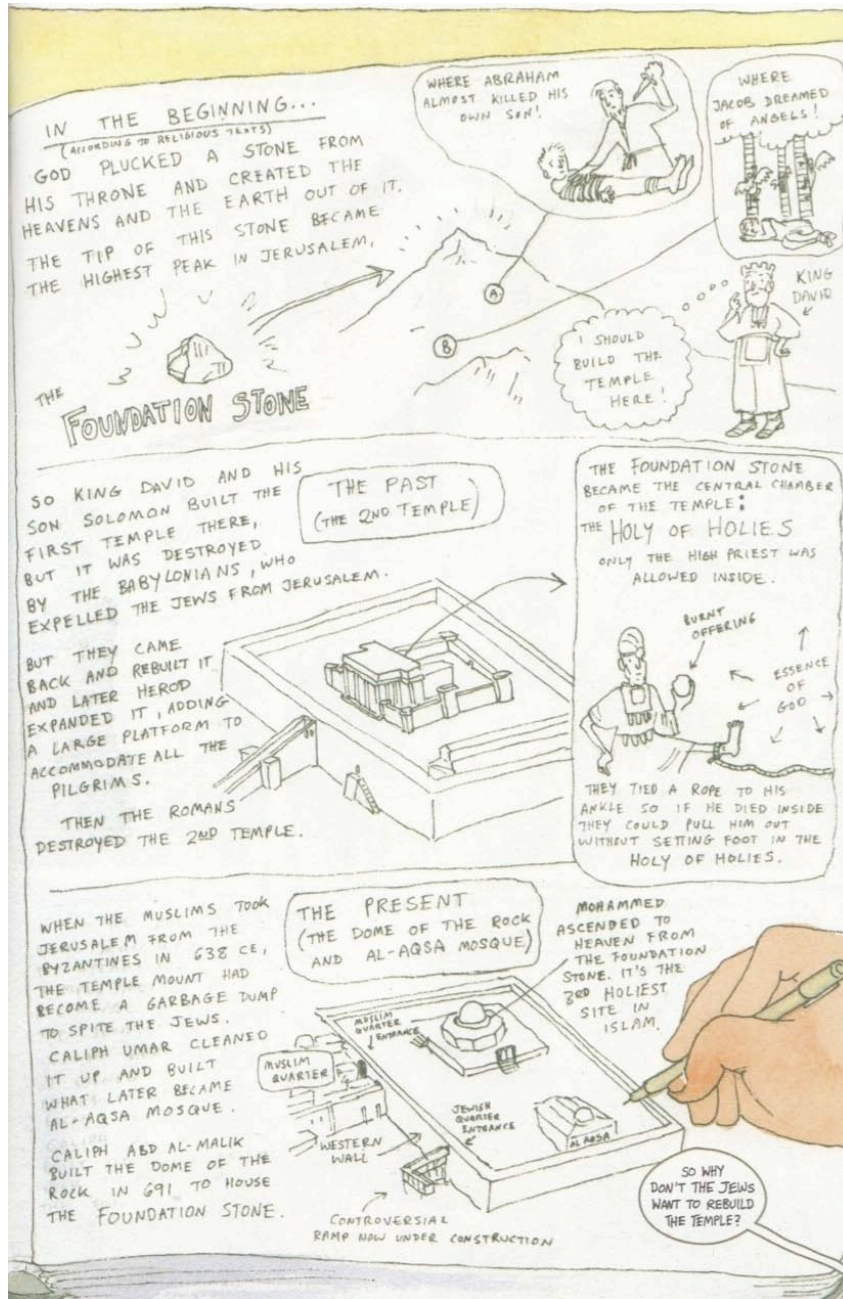 IN THE BEGINNING...
(ACCORDING TO RELIGIOUS TEXTS)
GOD PLUCKED A STONE FROM
HIS THRONE AND CREATED THE
HEAVENS AND THE EARTH OUT OF IT.
THE TIP OF THIS STONE BECAME
THE HIGHEST PEAK IN JERUSALEM,
THE
FOUNDATION STONE
WHERE ABRAHAM
ALMOST KILLED HIS
OWN SON!
WHERE
JACOB DREAMED
OF ANGELS!
A
B
KING
DAVID
I SHOULD
BUILD THE
TEMPLE
HERE!
SO KING DAVID AND HIS
SON SOLOMON BUILT THE
FIRST TEMPLE THERE,
BUT IT WAS DESTROYED
BY THE BABYLONIANS, WHO
EXPELLED THE JEWS FROM JERUSALEM.
BUT THEY CAME
BACK AND REBUILT IT
AND LATER HEROD
EXPANDED IT, ADDING
A LARGE PLATFORM TO
ACCOMMODATE ALL THE
PILGRIMS.
THEN THE ROMANS
DESTROYED THE 2ND TEMPLE.
THE PAST
(THE 2ND TEMPLE)
THE FOUNDATION STONE
BECAME THE CENTRAL CHAMBER
OF THE TEMPLE:
THE HOLY OF HOLIES
ONLY THE HIGH PRIEST WAS
ALLOWED INSIDE.
BURNT
OFFERING
ESSENCE
OF
GOD
THEY TIED A ROPE TO HIS
ANKLE SO IF HE DIED INSIDE
THEY COULD PULL HIM OUT
WITHOUT SETTING FOOT IN THE
HOLY OF HOLIES.
WHEN THE MUSLIMS TOOK
JERUSALEM FROM THE
BYZANTINES IN 638 CE,
THE TEMPLE MOUNT HAD
BECOME A GARBAGE DUMP
TO SPITE THE JEWS.
CALIPH UMAR CLEANED
IT UP AND BUILT
WHAT LATER BECAME
AL-AQSA MOSQUE.
CALIPH ABD AL-MALIK
BUILT THE DOME OF THE
ROCK IN 691 TO HOUSE
THE FOUNDATION STONE.
THE PRESENT
(THE DOME OF THE ROCK
AND AL-AQSA MOSQUE)
MOHAMMED
ASCENDED TO
HEAVEN FROM
THE FOUNDATION
STONE. IT'S THE
3RD HOLIEST
SITE IN
ISLAM.
MUSLIM
QUARTER
ENTRANCE
MUSLIM
QUARTER
JEWISH
QUARTER
ENTRANCE
AL AQSA
WESTERN
WALL
CONTROVERSIAL
RAMP NOW UNDER CONSTRUCTION
SO WHY
DON'T THE JEWS
WANT TO REBUILD
THE TEMPLE?